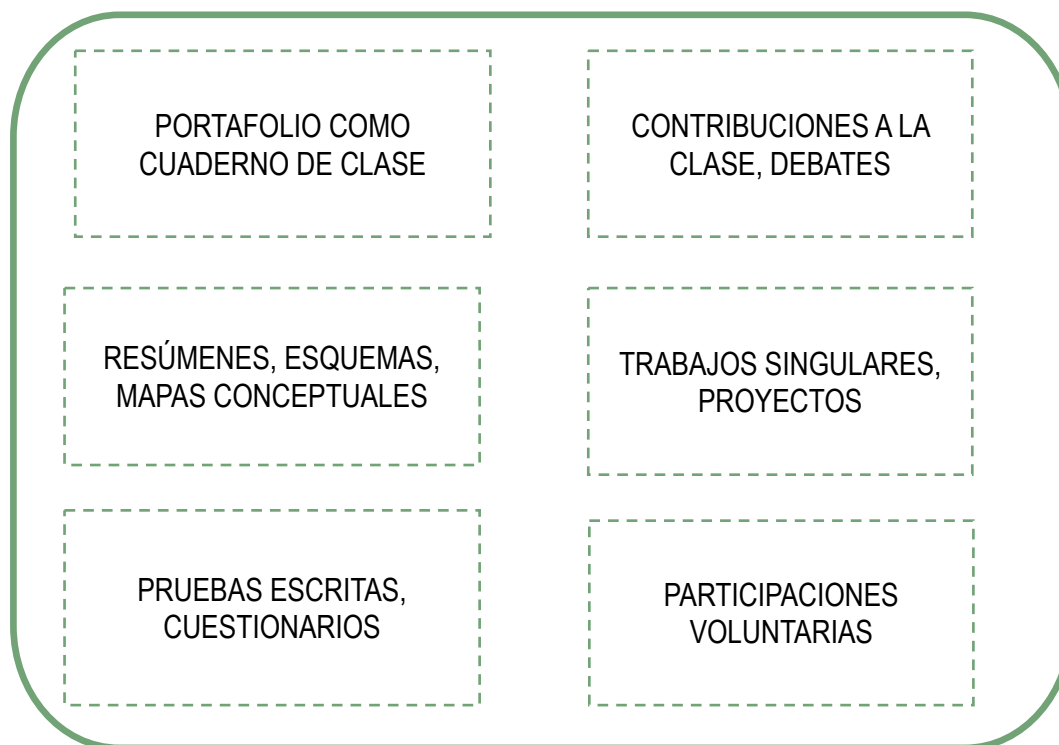 PORTAFOLIO COMO
CUADERNO DE CLASE
CONTRIBUCIONES A LA
CLASE, DEBATES
RESÚMENES, ESQUEMAS,
MAPAS CONCEPTUALES
TRABAJOS SINGULARES,
PROYECTOS
PRUEBAS ESCRITAS,
CUESTIONARIOS
PARTICIPACIONES
VOLUNTARIAS